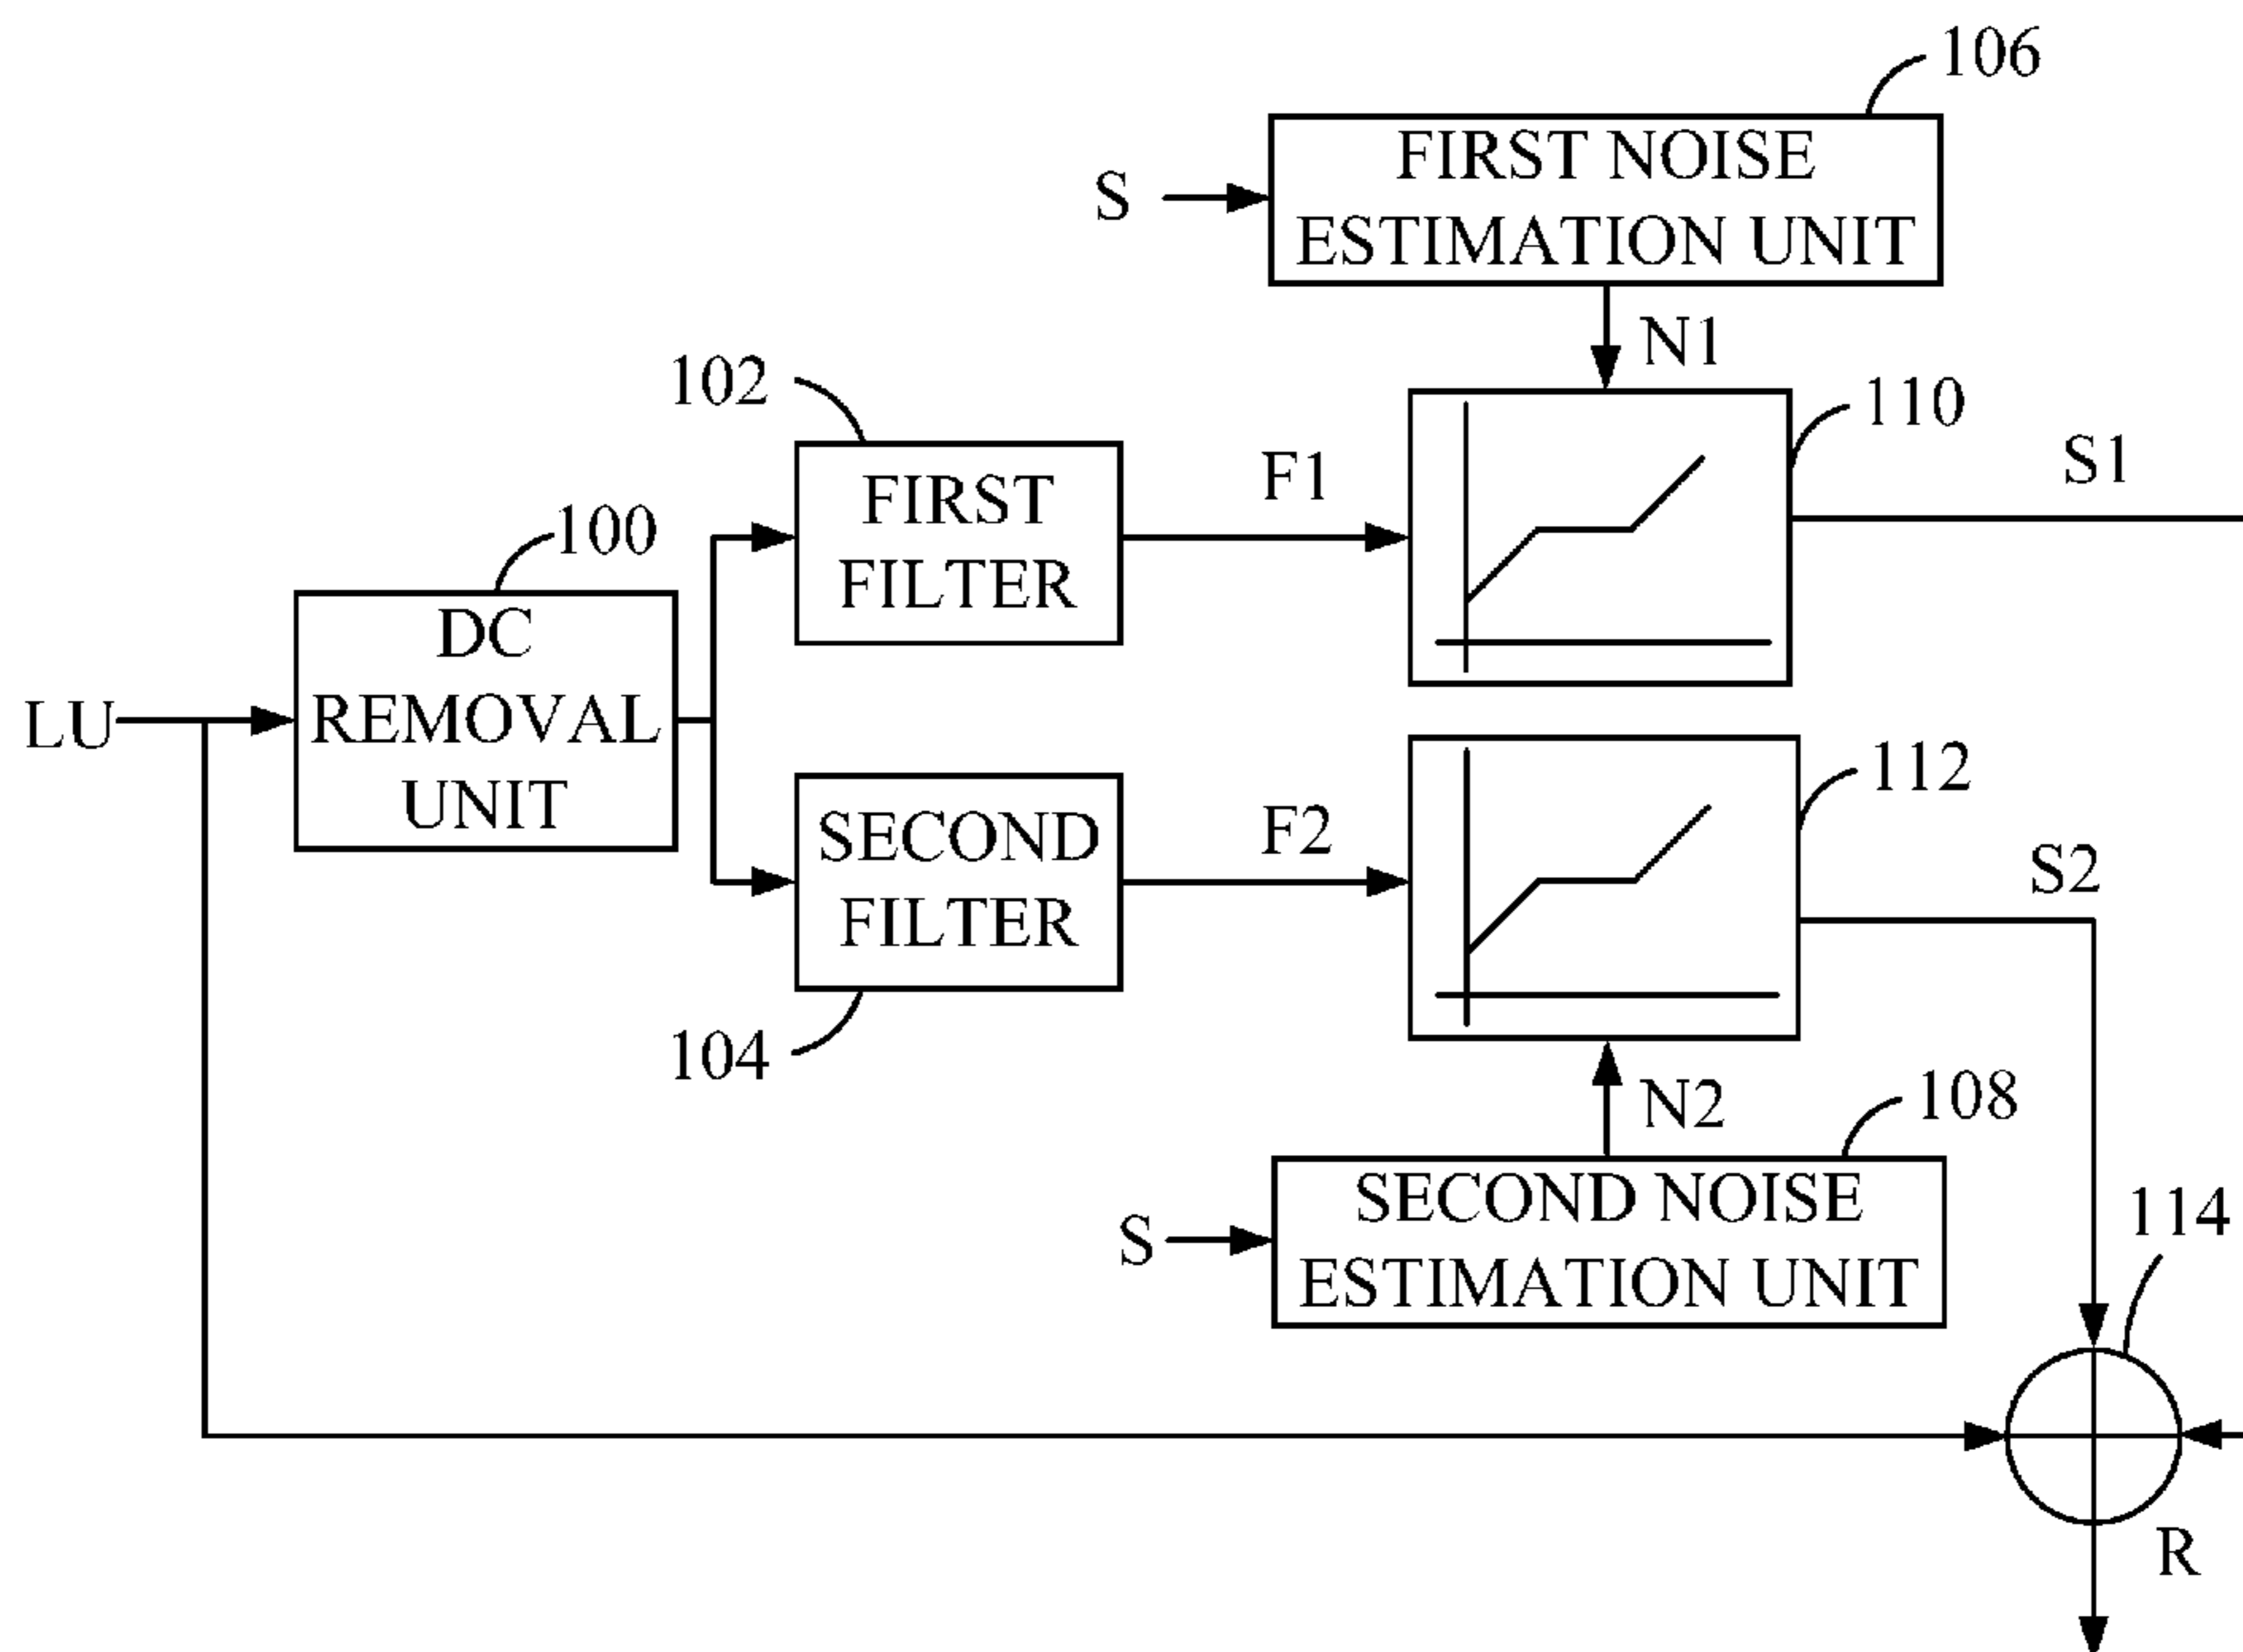 106
FIRST NOISE
ESTIMATION UNIT
S
N1
102
110
FIRST
FILTER
F1
S1
100
DC
REMOVAL
UNIT
LU
112
SECOND
FILTER
F2
S2
104
N2
108
SECOND NOISE
ESTIMATION UNIT
S
114
R